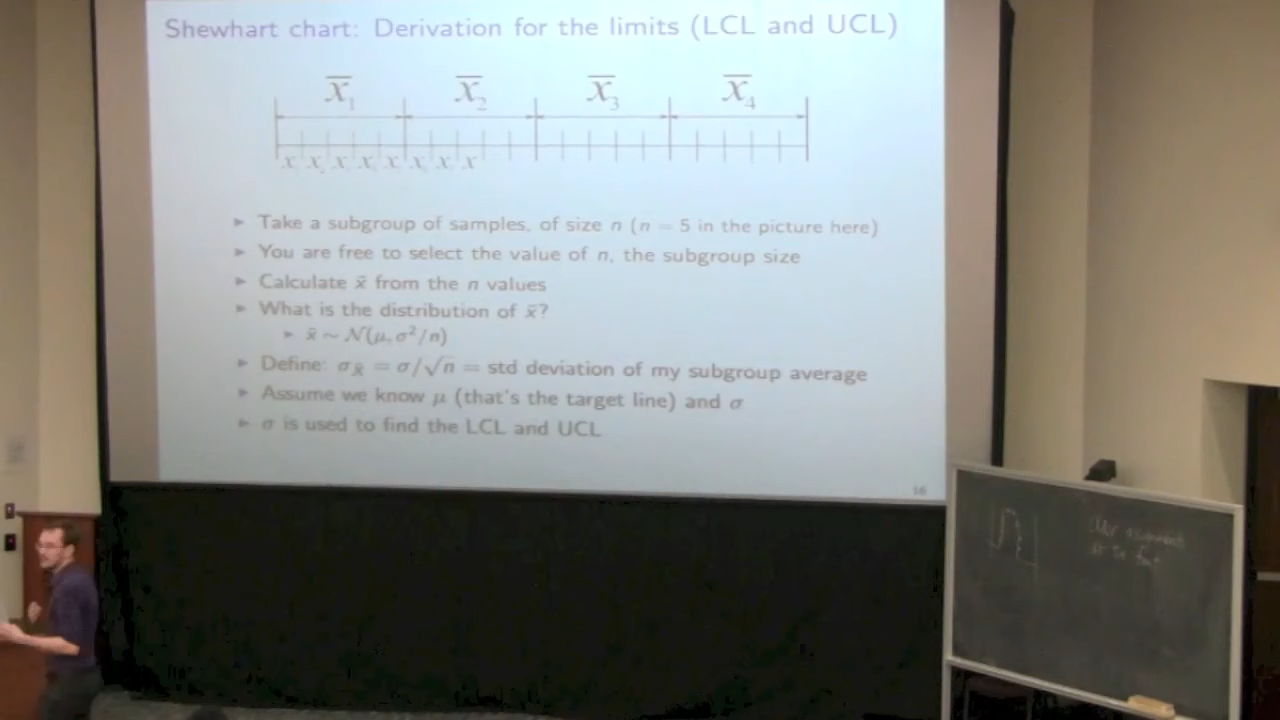 Shewhart chart: Derivation for the limits (LCL and UCL)
x̄₁ x̄₂ x̄₃ x̄₄
x x x x x x x x
▶ Take a subgroup of samples, of size n (n = 5 in the picture here)
▶ You are free to select the value of n, the subgroup size
▶ Calculate x̄ from the n values
▶ What is the distribution of x̄?
▶ x̄ ~ N(μ, σ²/n)
▶ Define: σ_x̄ = σ/√n = std deviation of my subgroup average
▶ Assume we know μ (that's the target line) and σ
▶ σ is used to find the LCL and UCL
16